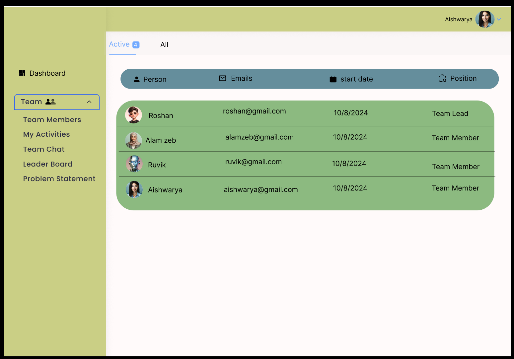 Aishwarya
Active 4 All
Dashboard
Team
Team Members
My Activities
Team Chat
Leader Board
Problem Statement
Person Emails start date Position
Roshan roshan@gmail.com 10/8/2024 Team Lead
Alam zeb alamzeb@gmail.com 10/8/2024 Team Member
Ruvik ruvik@gmail.com 10/8/2024 Team Member
Aishwarya aishwarya@gmail.com 10/8/2024 Team Member